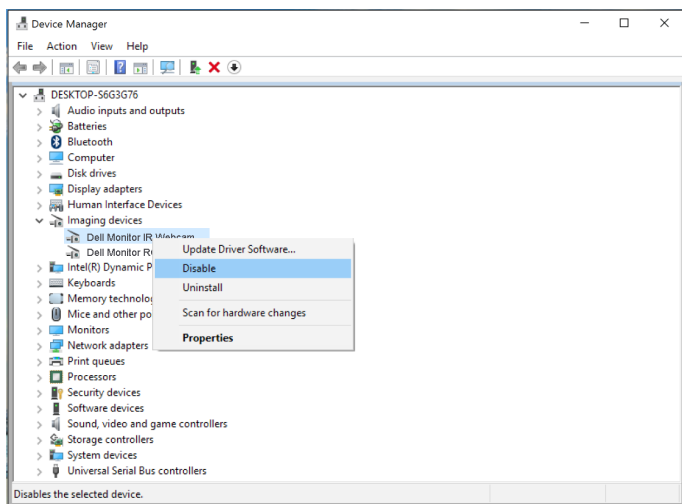 Device Manager
File Action View Help
DESKTOP-S6G3G76
Audio inputs and outputs
Batteries
Bluetooth
Computer
Disk drives
Display adapters
Human Interface Devices
Imaging devices
Dell Monitor IR Webcam
Dell Monitor
Update Driver Software...
Disable
Uninstall
Scan for hardware changes
Properties
Intel(R) Dynamic
Keyboards
Memory
Mice and other
Monitors
Network adapters
Print queues
Processors
Security devices
Software devices
Sound, video and game controllers
Storage controllers
System devices
Universal Serial Bus controllers
Disables the selected device.